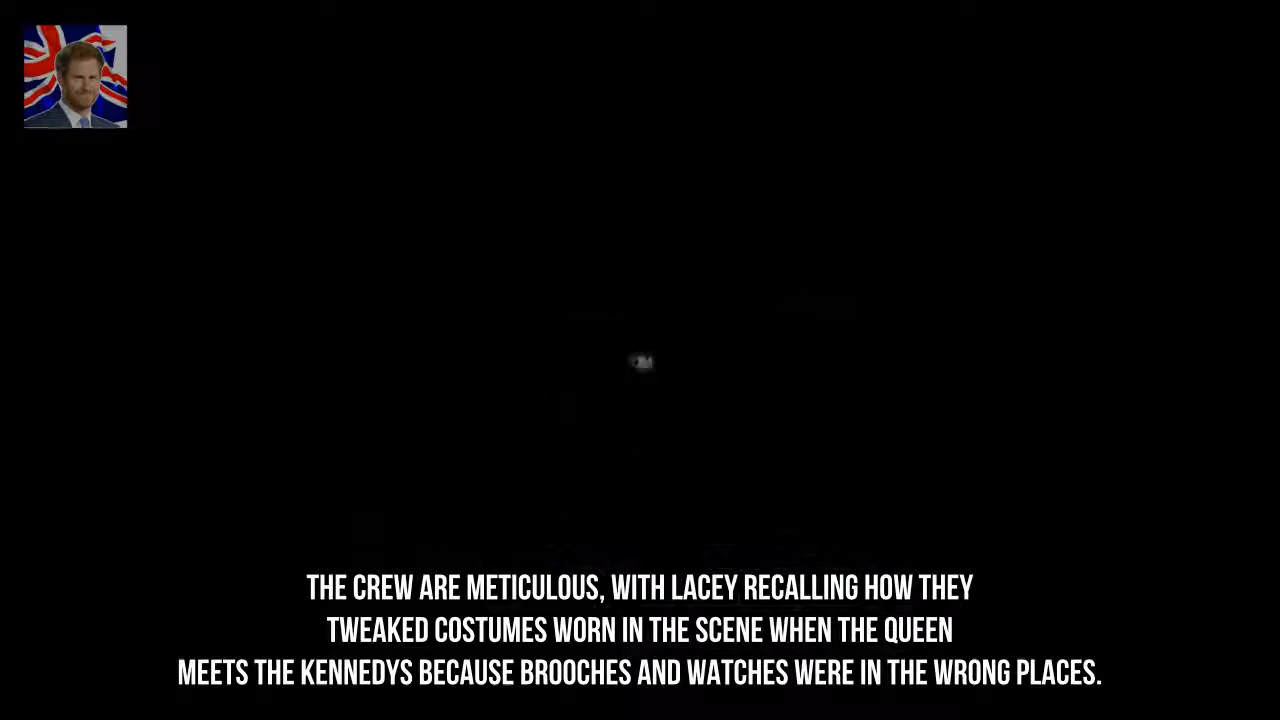 THE CREW ARE METICULOUS, WITH LACEY RECALLING HOW THEY
TWEAKED COSTUMES WORN IN THE SCENE WHEN THE QUEEN
MEETS THE KENNEDYS BECAUSE BROOCHES AND WATCHES WERE IN THE WRONG PLACES.